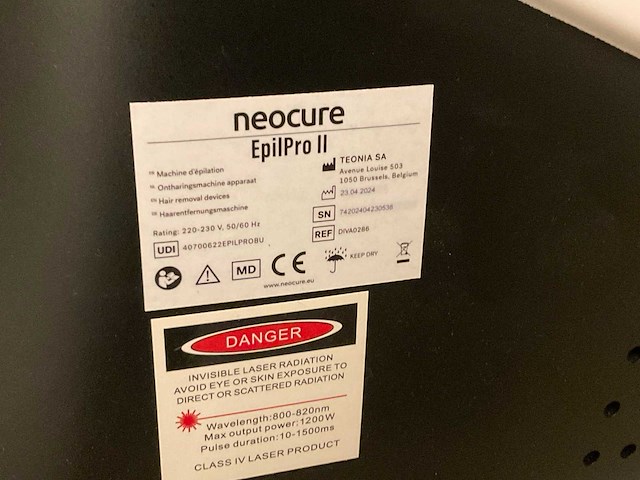 neocure
EpilPro II
Machine d'épilation
Ontharingsmachine apparaat
Hair removal devices
Haarentfernungsmaschine
Rating: 220-230 V, 50/60 Hz
UDI 40700622EPILPROBU
TEONIA SA
Avenue Louise 503
1050 Brussels, Belgium
23.04.2024
SN 74202404230536
REF DIVA0286
MD CE
KEEP DRY
www.neocure.eu
DANGER
INVISIBLE LASER RADIATION
AVOID EYE OR SKIN EXPOSURE TO
DIRECT OR SCATTERED RADIATION
Wavelength:800-820nm
Max output power:1200W
Pulse duration:10-1500ms
CLASS IV LASER PRODUCT